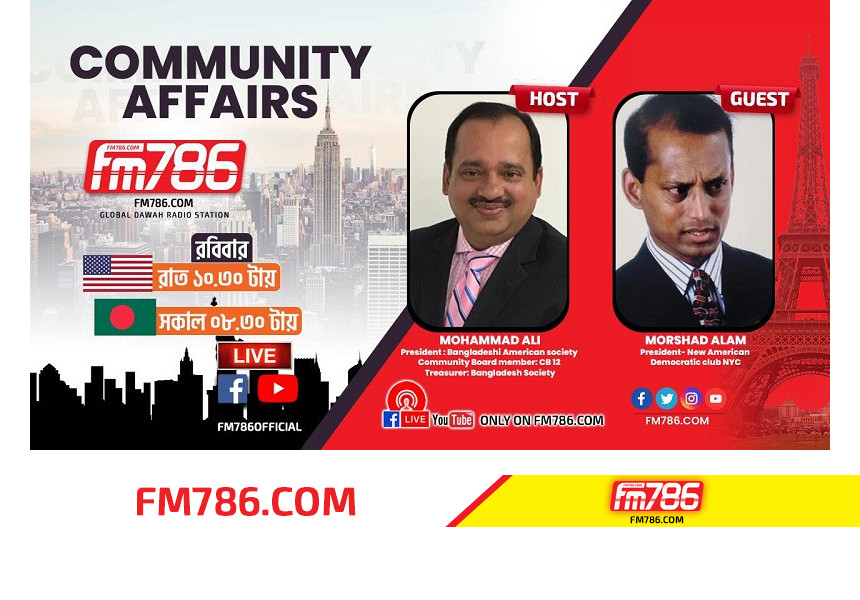 COMMUNITY
AFFAIRS
FM786.COM
fm786
FM786.COM
GLOBAL DAWAH RADIO STATION
রবিবার
রাত ১০.৩০ টায়
সকাল ০৮.৩০ টায়
LIVE
FM786OFFICIAL
HOST
MOHAMMAD ALI
President : Bangladeshi American society
Community Board member: CB 12
Treasurer: Bangladesh Society
GUEST
MORSHAD ALAM
President- New American
Democratic club NYC
LIVE YouTube ONLY ON FM786.COM
FM786.COM
FM786.COM
fm786
FM786.COM